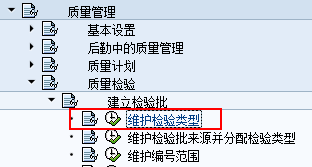 质量管理
基本设置
后勤中的质量管理
质量计划
质量检验
建立检验批
维护检验类型
维护检验批来源并分配检验类型
维护编号范围